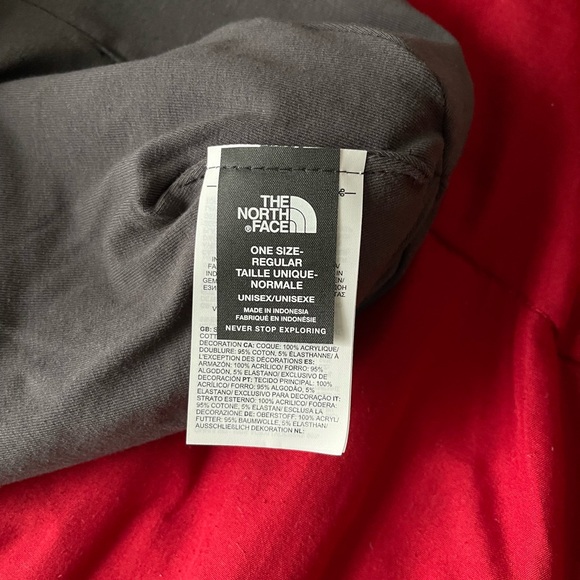 THE
NORTH
FACE
ONE SIZE-
REGULAR
TAILLE UNIQUE-
NORMALE
UNISEX/UNISEXE
MADE IN INDONESIA
FABRIQUÉ EN INDONÉSIE
NEVER STOP EXPLORING
GB:
DECORATION CA: COQUE: 100% ACRYLIQUE/
DOUBLURE: 95% COTON, 5% ÉLASTHANNE/ À
L'EXCEPTION DES DÉCORATIONS ES:
ARMAZÓN: 100% ACRÍLICO/ FORRO: 95%
ALGODÓN, 5% ELASTANO/ EXCLUSIVO DE
DECORACIÓN PT: TECIDO PRINCIPAL: 100%
ACRÍLICO/ FORRO: 95% ALGODÃO, 5%
ELASTANO/ EXCLUSIVO PARA DECORAÇÃO IT:
STRATO ESTERNO: 100% ACRILICO/ FODERA:
95% COTONE, 5% ELASTAN/ ESCLUSA LA
DECORAZIONE DE: OBERSTOFF: 100% ACRYL/
FUTTER: 95% BAUMWOLLE, 5% ELASTHAN/
AUSSCHLIEßLICH DEKORATION NL: